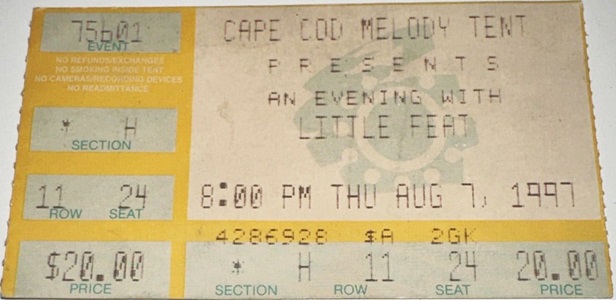 75601
EVENT
NO REFUNDS/EXCHANGES
NO SMOKING INSIDE TENT
NO CAMERAS/RECORDING DEVICES
NO READMITTANCE
* H
SECTION
11 24
ROW SEAT
$20.00
PRICE
CAPE COD MELODY TENT
P R E S E N T S
AN EVENING WITH
LITTLE FEAT
8:00 PM THU AUG 7, 1997
4286928 $A 2GK
* H 11 24 20.00
SECTION ROW SEAT PRICE